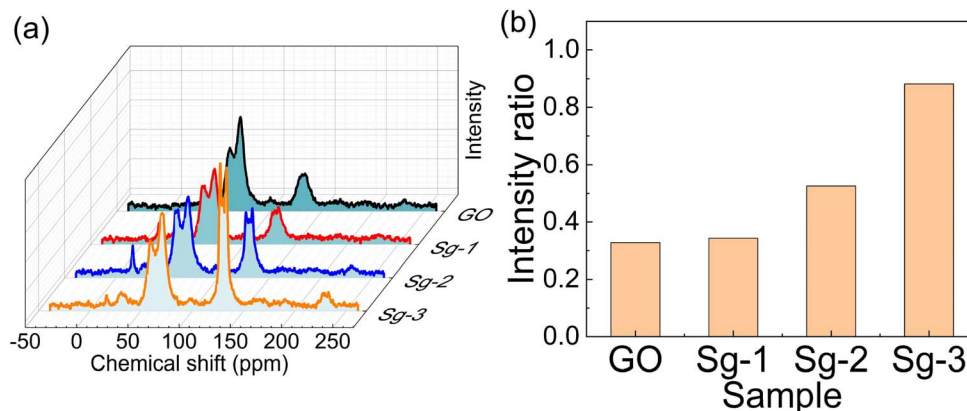 (a)
Intensity
GO
Sg-1
Sg-2
Sg-3
-50 0 50 100 150 200 250
Chemical shift (ppm)
(b)
Intensity ratio
1.0
0.8
0.6
0.4
0.2
0.0
GO Sg-1 Sg-2 Sg-3
Sample